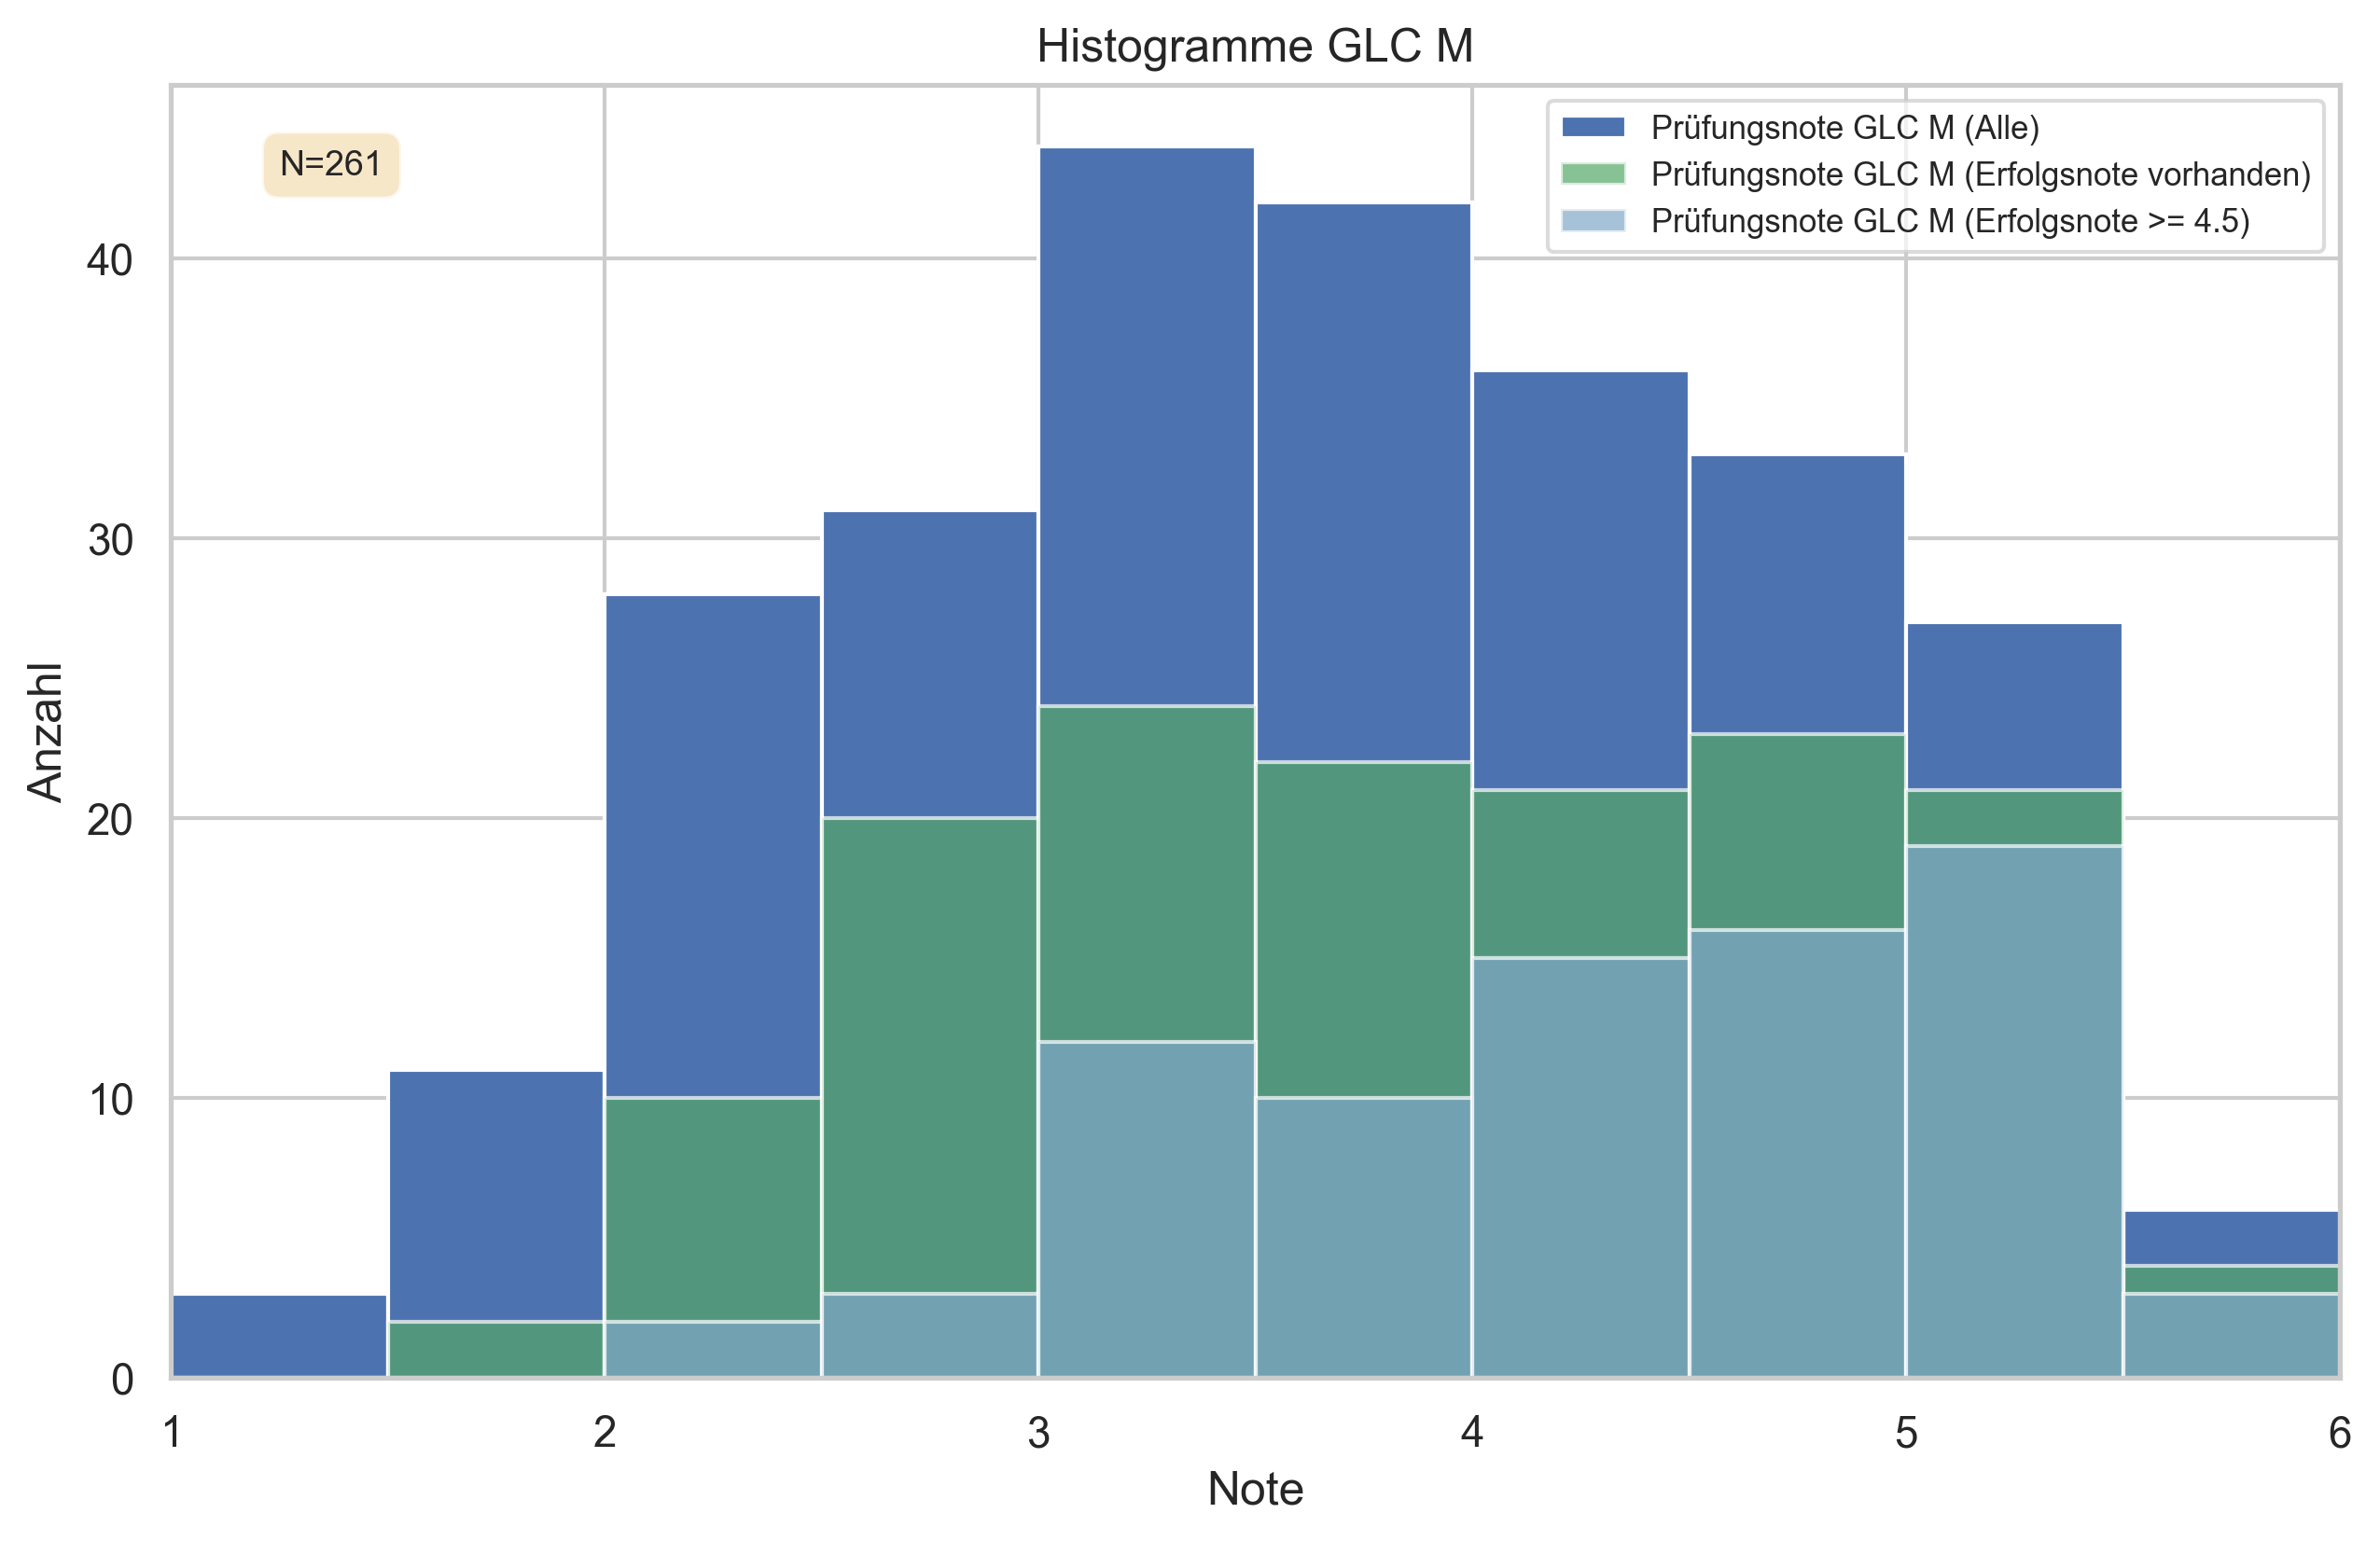 Histogramme GLC M
N=261
Prüfungsnote GLC M (Alle)
Prüfungsnote GLC M (Erfolgsnote vorhanden)
Prüfungsnote GLC M (Erfolgsnote >= 4.5)
Anzahl
40
30
20
10
0
1 2 3 4 5 6
Note